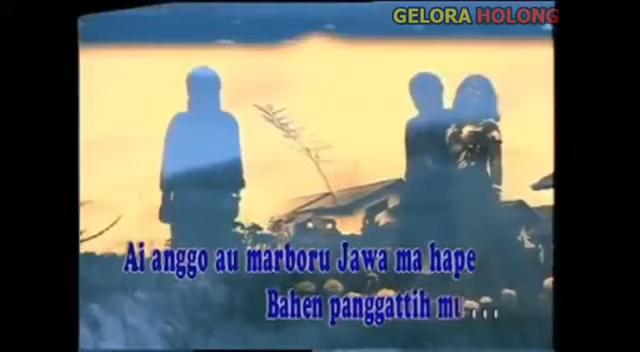 GELORA HOLONG
Ai anggo au marboru Jawa ma hape
Bahen panggattih mu ...